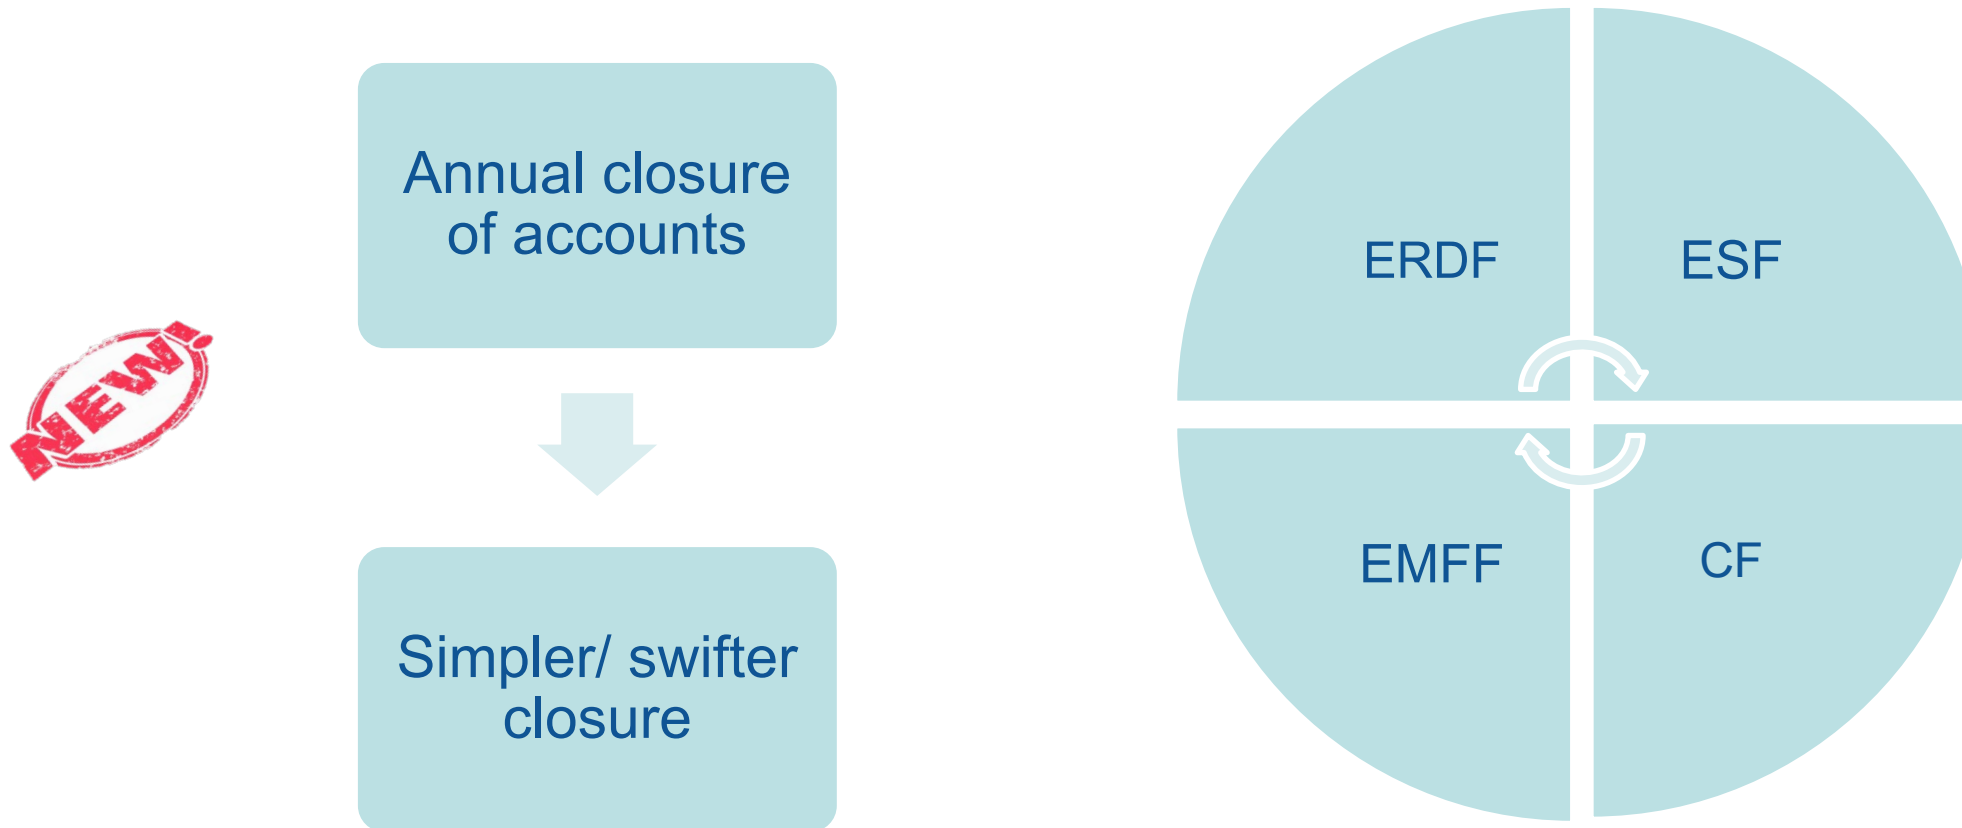 NEW!
Annual closure
of accounts
Simpler/ swifter
closure
ERDF
ESF
EMFF
CF